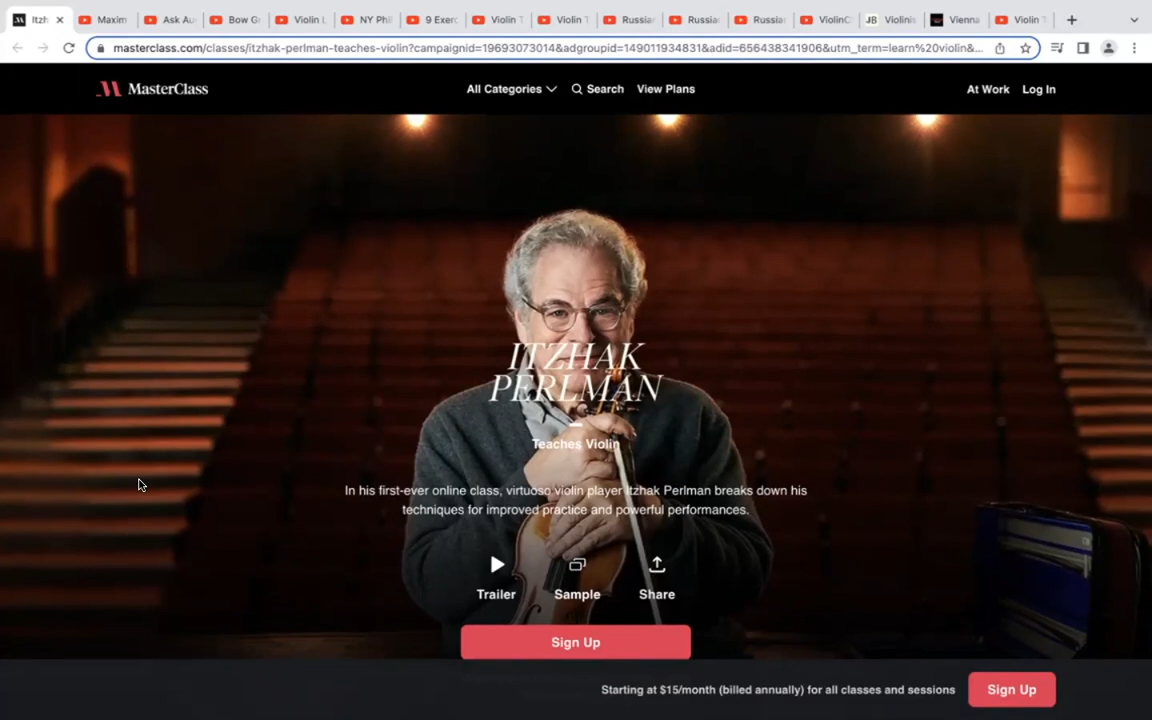 Itzh
Maxim
Ask Au
Bow Gr
Violin L
NY Phil
9 Exerc
Violin T
Violin T
Russia
Russia
Russia
ViolinC
JB Violinis
Vienna
Violin T
masterclass.com/classes/itzhak-perlman-teaches-violin?campaignid=19693073014&adgroupid=149011934831&adid=656438341906&utm_term=learn%20violin&...
MasterClass
All Categories
Search
View Plans
At Work
Log In
ITZHAK
PERLMAN
Teaches Violin
In his first-ever online class, virtuoso violin player Itzhak Perlman breaks down his
techniques for improved practice and powerful performances.
Trailer
Sample
Share
Sign Up
Starting at $15/month (billed annually) for all classes and sessions
Sign Up